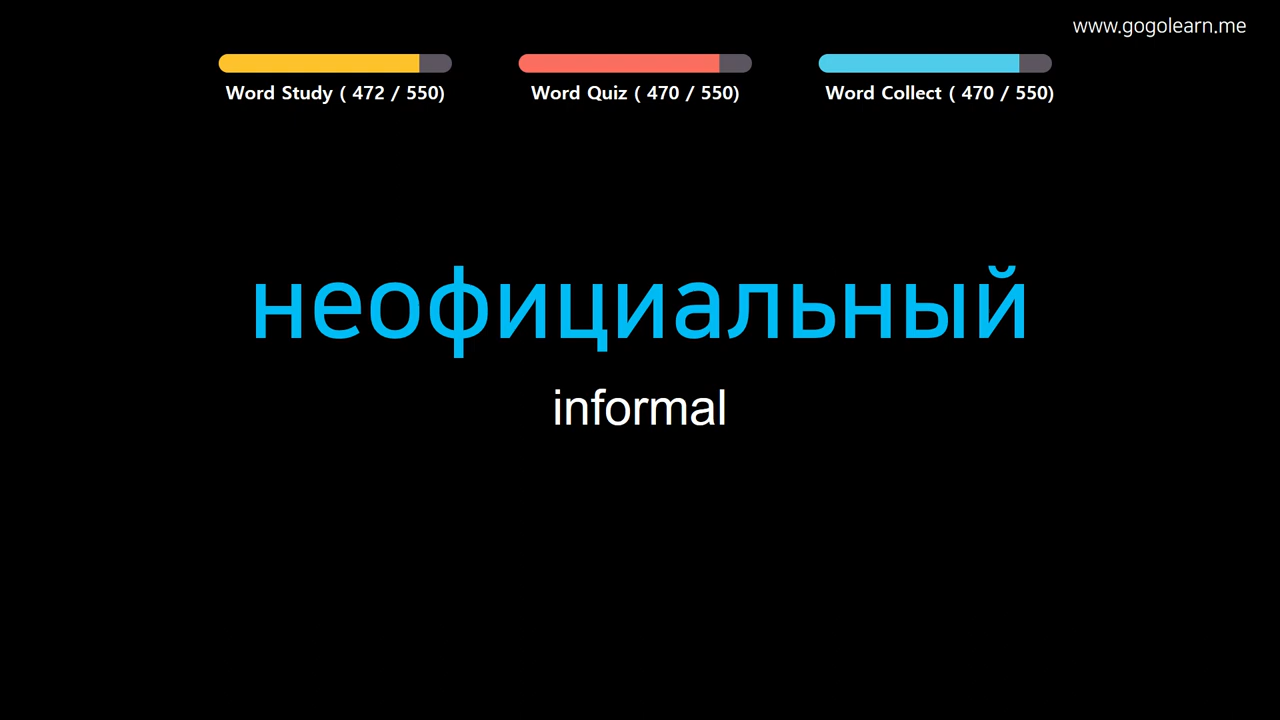 www.gogolearn.me
Word Study ( 472 / 550)
Word Quiz ( 470 / 550)
Word Collect ( 470 / 550)
неофициальный
informal